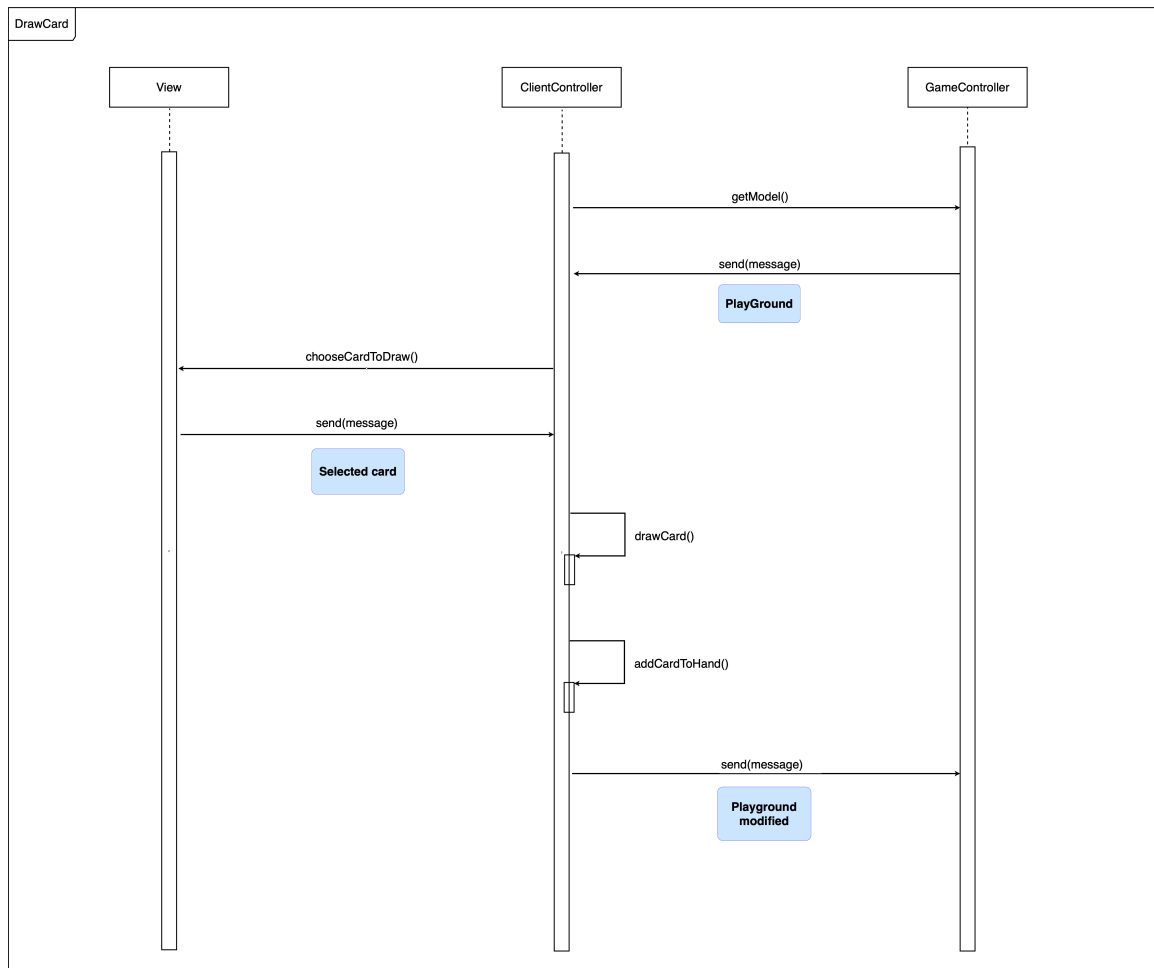 DrawCard
View
ClientController
GameController
getModel()
send(message)
PlayGround
chooseCardToDraw()
send(message)
Selected card
drawCard()
addCardToHand()
send(message)
Playground
modified